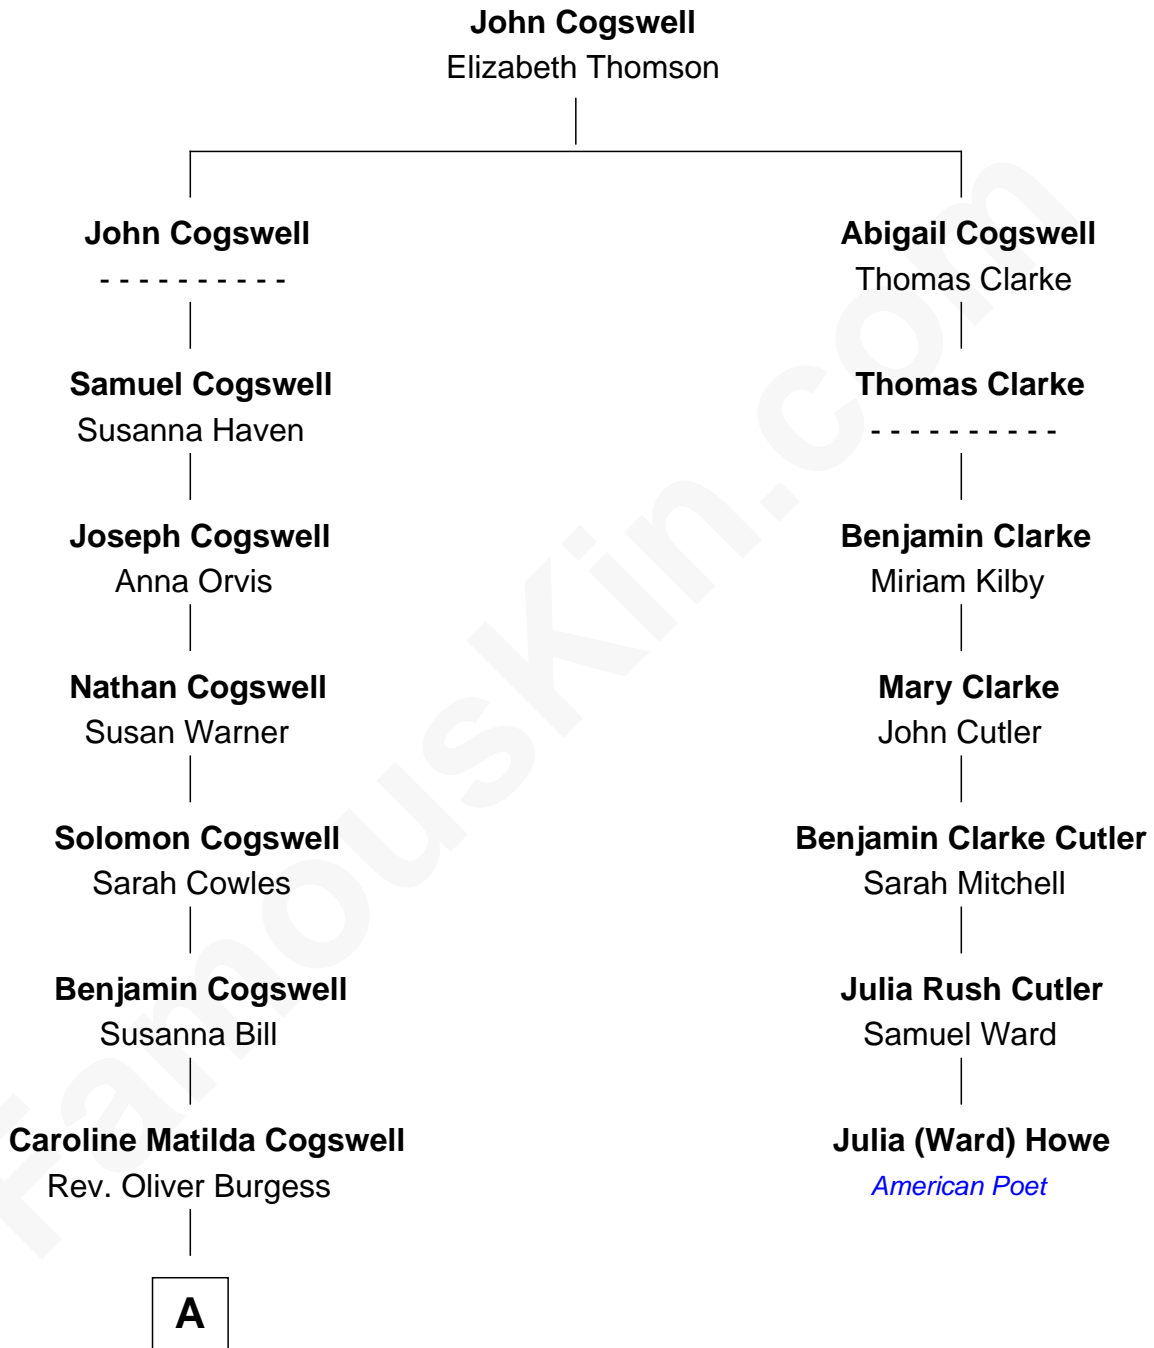 John Cogswell
Elizabeth Thomson
John Cogswell
- - - - - - - - - -
Samuel Cogswell
Susanna Haven
Joseph Cogswell
Anna Orvis
Nathan Cogswell
Susan Warner
Solomon Cogswell
Sarah Cowles
Benjamin Cogswell
Susanna Bill
Caroline Matilda Cogswell
Rev. Oliver Burgess
A
Abigail Cogswell
Thomas Clarke
Thomas Clarke
- - - - - - - - - -
Benjamin Clarke
Miriam Kilby
Mary Clarke
John Cutler
Benjamin Clarke Cutler
Sarah Mitchell
Julia Rush Cutler
Samuel Ward
Julia (Ward) Howe
American Poet
FamousKin.com